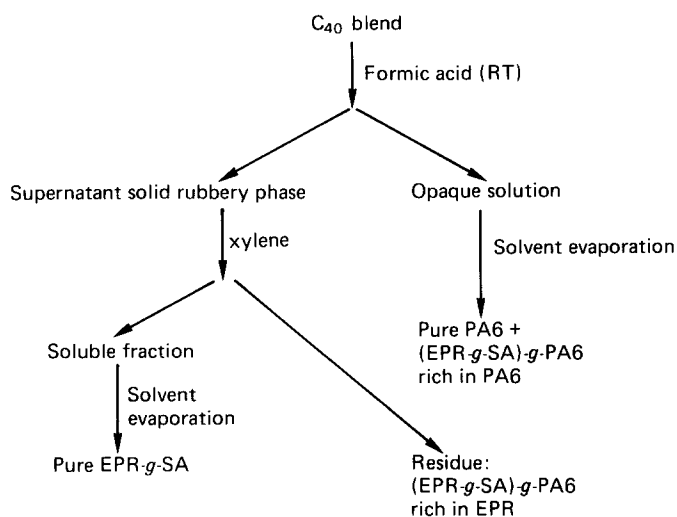 C₄₀ blend
Formic acid (RT)
Supernatant solid rubbery phase
Opaque solution
xylene
Solvent evaporation
Soluble fraction
Pure PA6 +
(EPR-g-SA)-g-PA6
rich in PA6
Solvent
evaporation
Pure EPR-g-SA
Residue:
(EPR-g-SA)-g-PA6
rich in EPR